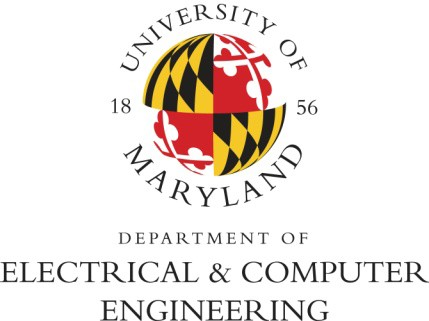 UNIVERSITY OF
18 56
MARYLAND
DEPARTMENT OF
ELECTRICAL & COMPUTER
ENGINEERING